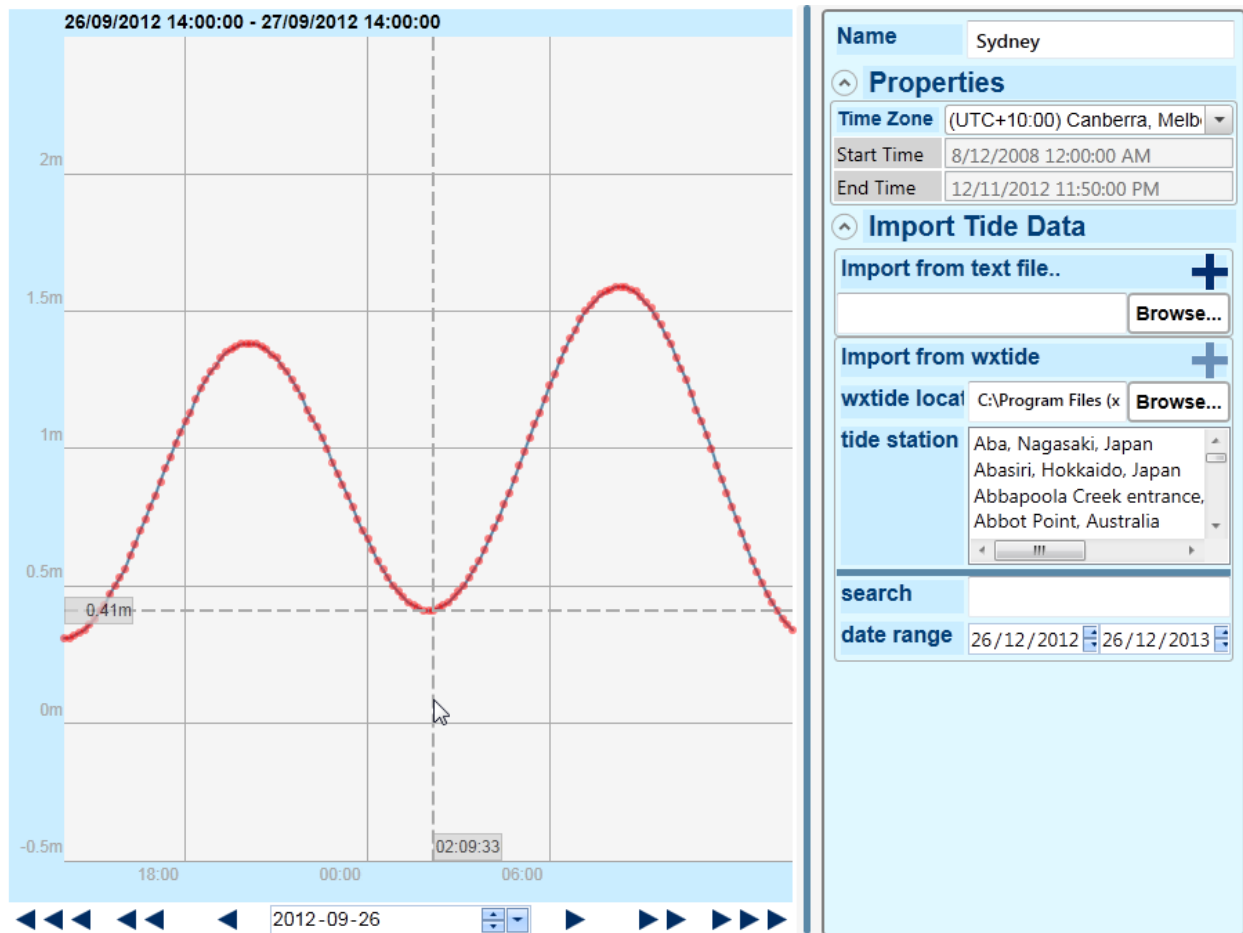 26/09/2012 14:00:00 - 27/09/2012 14:00:00
2m
1.5m
1m
0.5m
0.41m
0m
-0.5m
02:09:33
18:00 00:00 06:00
2012-09-26
Name Sydney
Properties
Time Zone (UTC+10:00) Canberra, Melb
Start Time 8/12/2008 12:00:00 AM
End Time 12/11/2012 11:50:00 PM
Import Tide Data
Import from text file..
Browse...
Import from wxtide
wxtide locat C:\Program Files (x Browse...
tide station
Aba, Nagasaki, Japan
Abasiri, Hokkaido, Japan
Abbapoola Creek entrance,
Abbot Point, Australia
search
date range 26/12/2012 26/12/2013